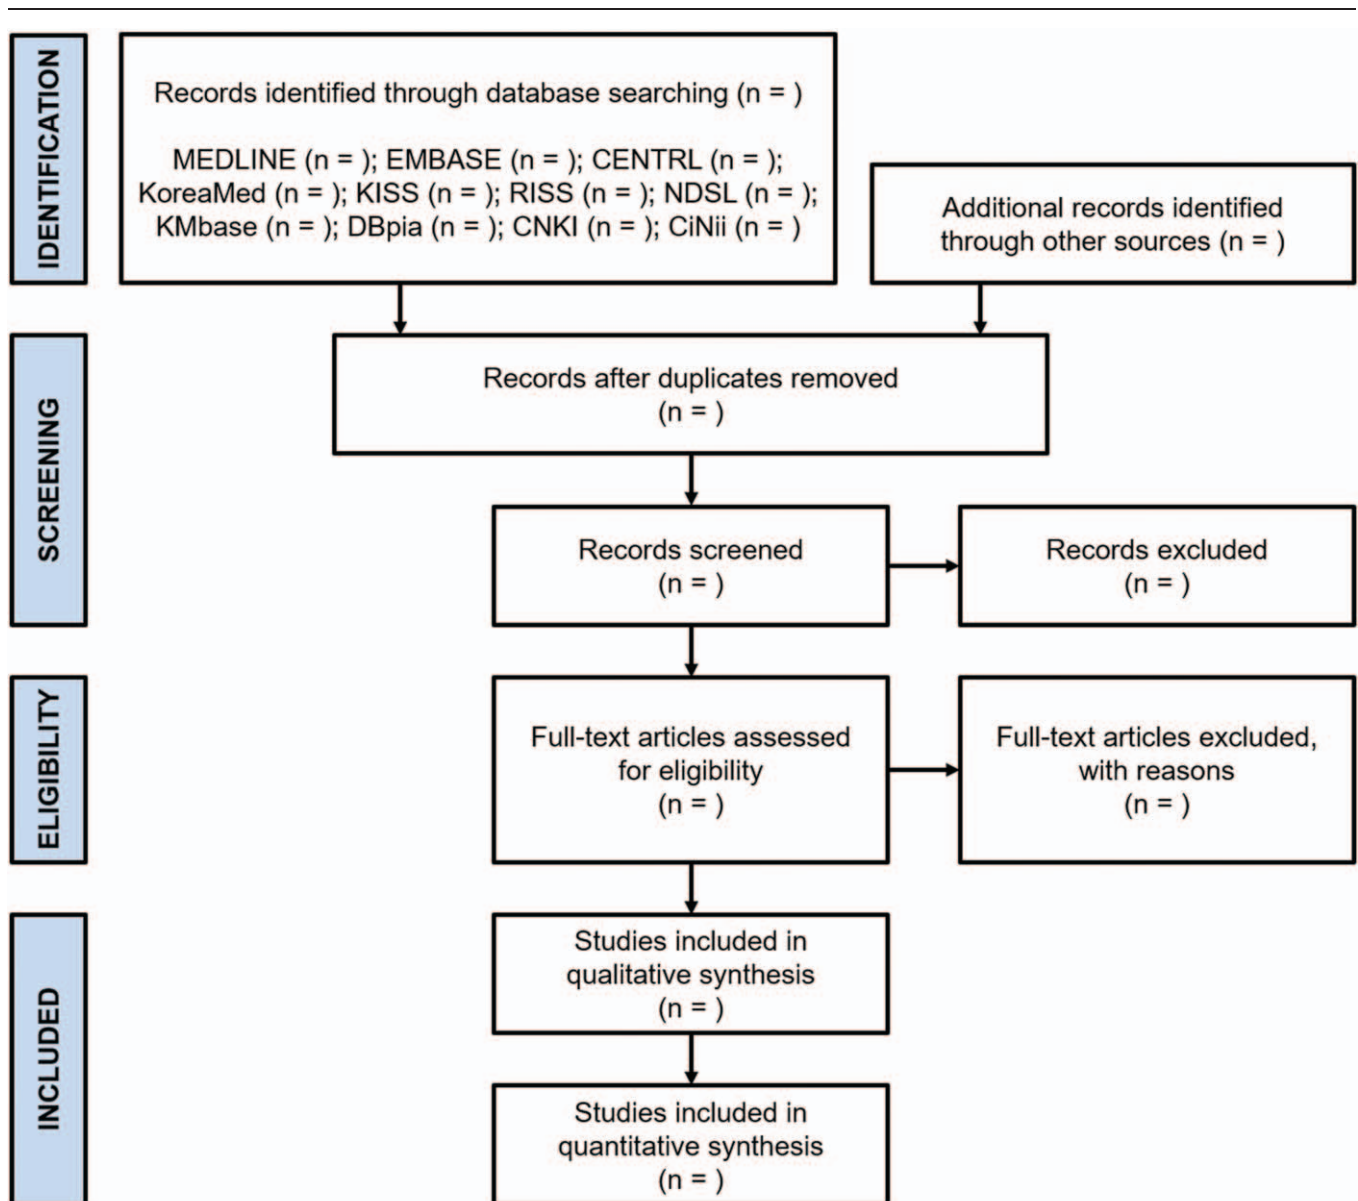 IDENTIFICATION
Records identified through database searching (n = )
MEDLINE (n = ); EMBASE (n = ); CENTRL (n = );
KoreaMed (n = ); KISS (n = ); RISS (n = ); NDSL (n = );
KMbase (n = ); DBpia (n = ); CNKI (n = ); CiNii (n = )
Additional records identified
through other sources (n = )
SCREENING
Records after duplicates removed
(n = )
Records screened
(n = )
Records excluded
(n = )
ELIGIBILITY
Full-text articles assessed
for eligibility
(n = )
Full-text articles excluded,
with reasons
(n = )
INCLUDED
Studies included in
qualitative synthesis
(n = )
Studies included in
quantitative synthesis
(n = )